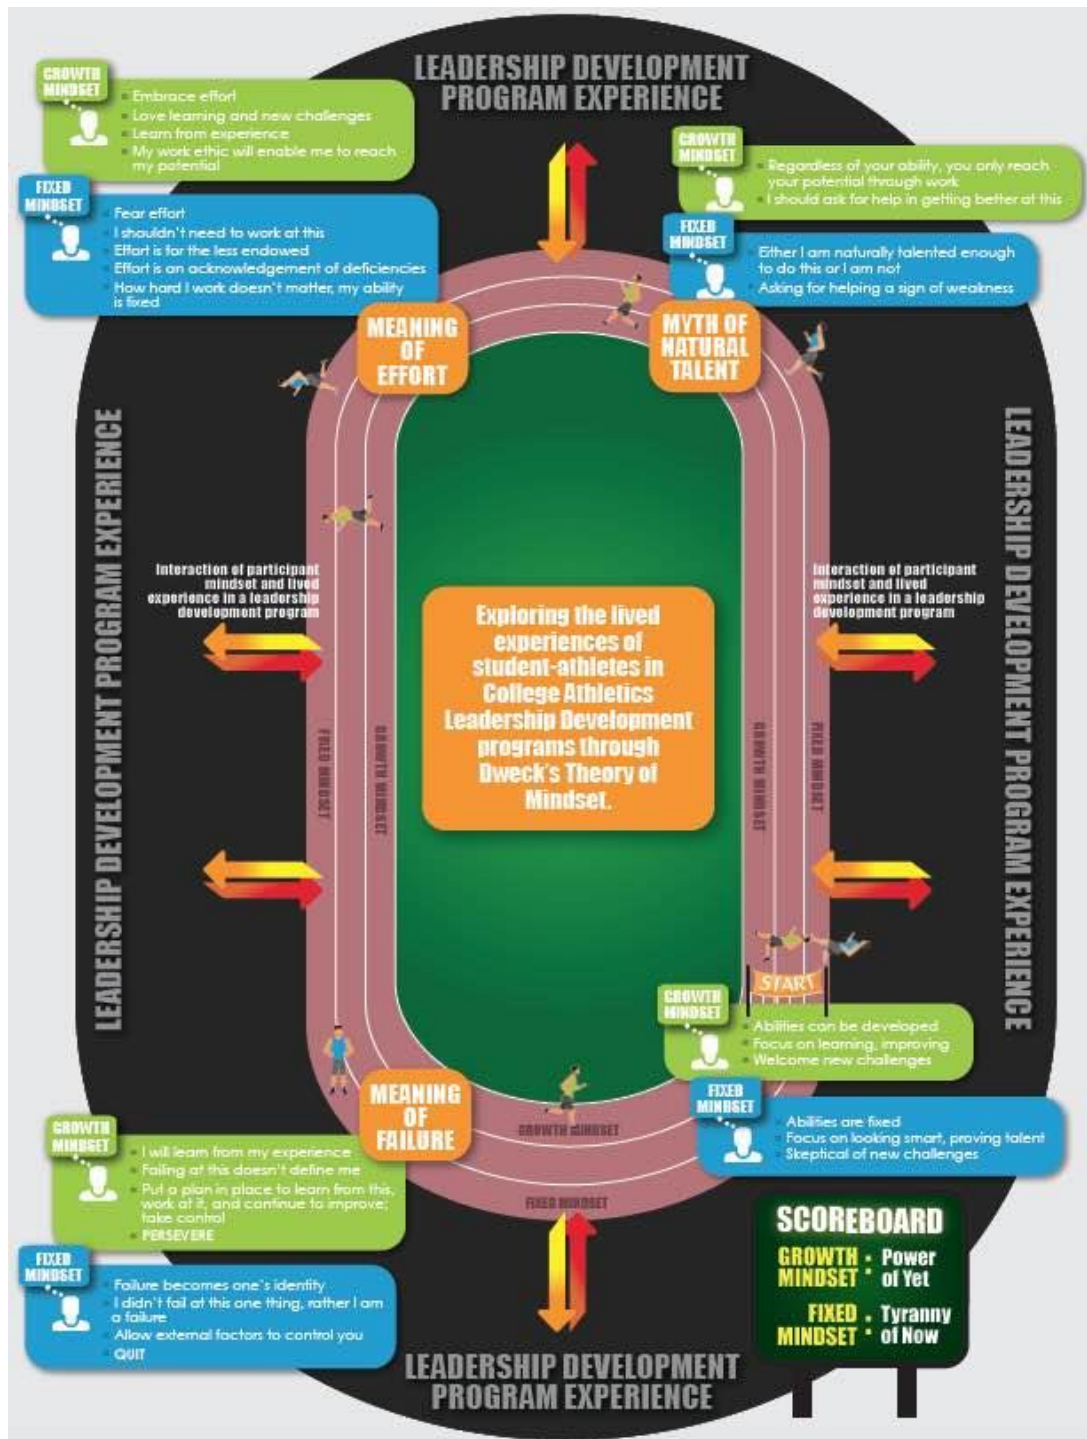 LEADERSHIP DEVELOPMENT
PROGRAM EXPERIENCE
GROWTH
MINDSET
Embrace effort
Love learning and new challenges
Learn from experience
My work ethic will enable me to reach
my potential
FIXED
MINDSET
Fear effort
I shouldn't need to work at this
Effort is for the less endowed
Effort is an acknowledgement of deficiencies
How hard I work doesn't matter, my ability
is fixed
MEANING
OF
EFFORT
GROWTH
MINDSET
Regardless of your ability, you only reach
your potential through work
I should ask for help in getting better at this
FIXED
MINDSET
Either I am naturally talented enough
to do this or I am not
Asking for helping a sign of weakness
MYTH OF
NATURAL
TALENT
LEADERSHIP DEVELOPMENT PROGRAM EXPERIENCE
Interaction of participant
mindset and lived
experience in a leadership
development program
FIXED MINDSET
GROWTH MINDSET
Exploring the lived
experiences of
student-athletes in
College Athletics
Leadership Development
programs through
Dweck's Theory of
Mindset.
GROWTH MINDSET
FIXED MINDSET
Interaction of participant
mindset and lived
experience in a leadership
development program
LEADERSHIP DEVELOPMENT PROGRAM EXPERIENCE
START
GROWTH
MINDSET
Abilities can be developed
Focus on learning, improving
Welcome new challenges
FIXED
MINDSET
Abilities are fixed
Focus on looking smart, proving talent
Skeptical of new challenges
MEANING
OF
FAILURE
GROWTH MINDSET
FIXED MINDSET
GROWTH
MINDSET
I will learn from my experience
Failing at this doesn't define me
Put a plan in place to learn from this,
work at it, and continue to improve;
take control
PERSEVERE
FIXED
MINDSET
Failure becomes one's identity
I didn't fail at this one thing, rather I am
a failure
Allow external factors to control you
QUIT
SCOREBOARD
GROWTH MINDSET : Power of Yet
FIXED MINDSET : Tyranny of Now
LEADERSHIP DEVELOPMENT
PROGRAM EXPERIENCE